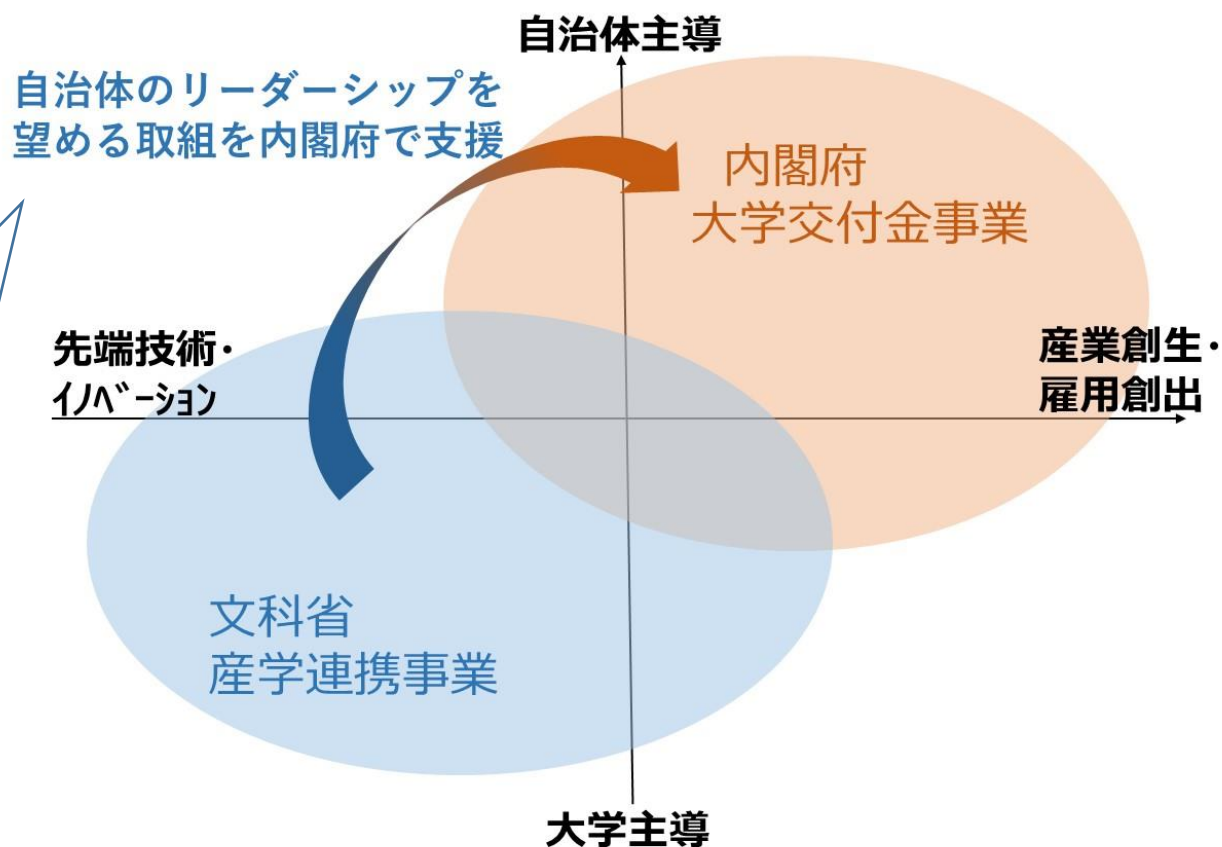 自治体主導
自治体のリーダーシップを
望める取組を内閣府で支援
内閣府
大学交付金事業
先端技術・
ｲﾉﾍﾞｰｼｮﾝ
産業創生・
雇用創出
文科省
産学連携事業
大学主導